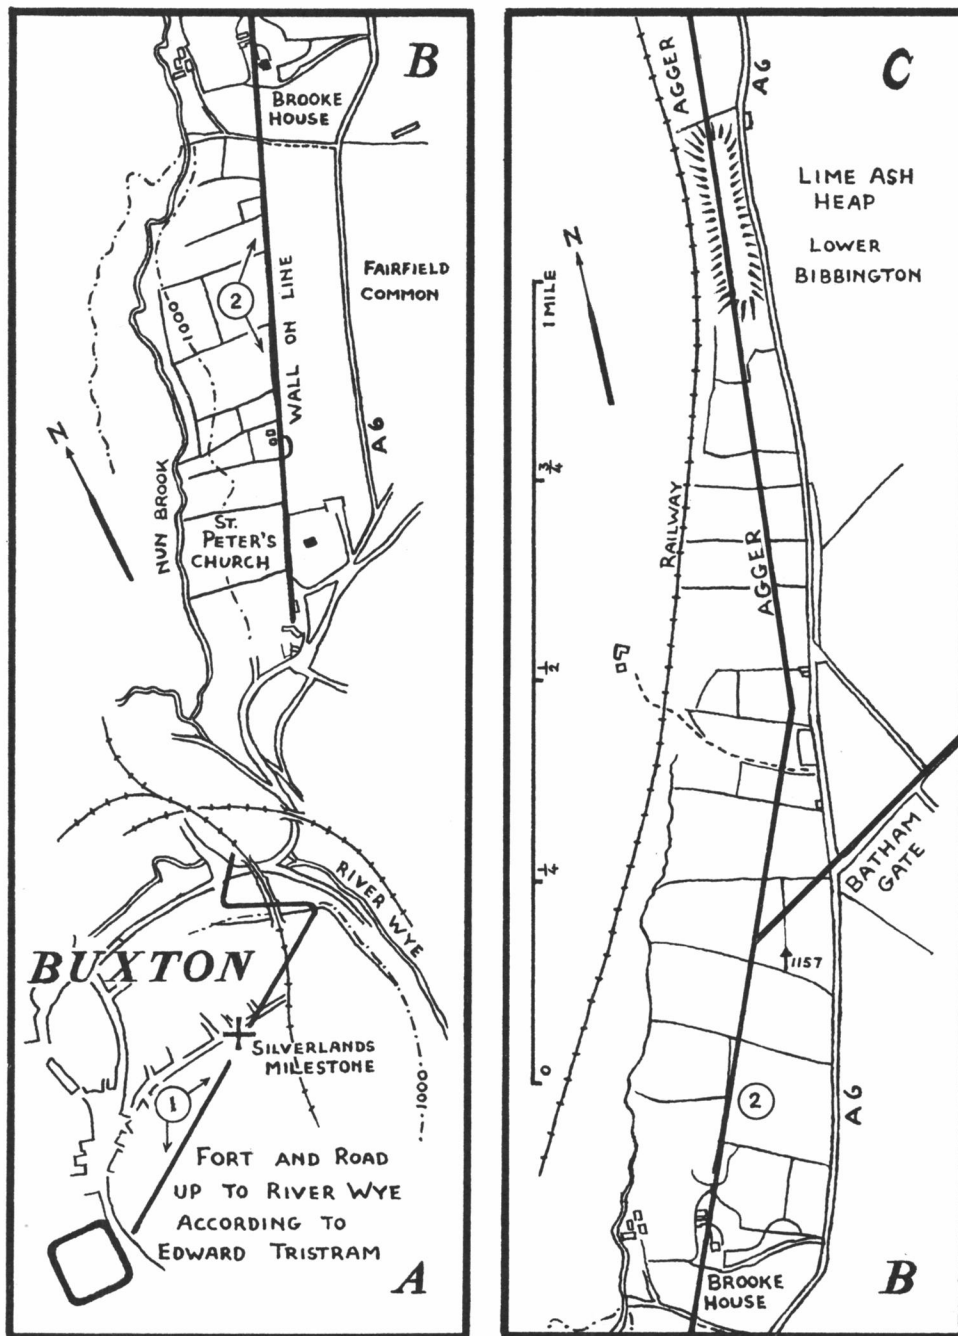 B
BROOKE
HOUSE
N
1000
2
WALL ON LINE
FAIRFIELD
COMMON
A6
NUN BROOK
ST.
PETER'S
CHURCH
RIVER WYE
BUXTON
SILVERLANDS
MILESTONE
1000
1
FORT AND ROAD
UP TO RIVER WYE
ACCORDING TO
EDWARD TRISTRAM
A
C
AGGER
A6
LIME ASH
HEAP
LOWER
BIBBINGTON
N
1 MILE
3/4
RAILWAY
AGGER
1/2
1/4
BATHAM
GATE
1157
0
2
A6
BROOKE
HOUSE
B